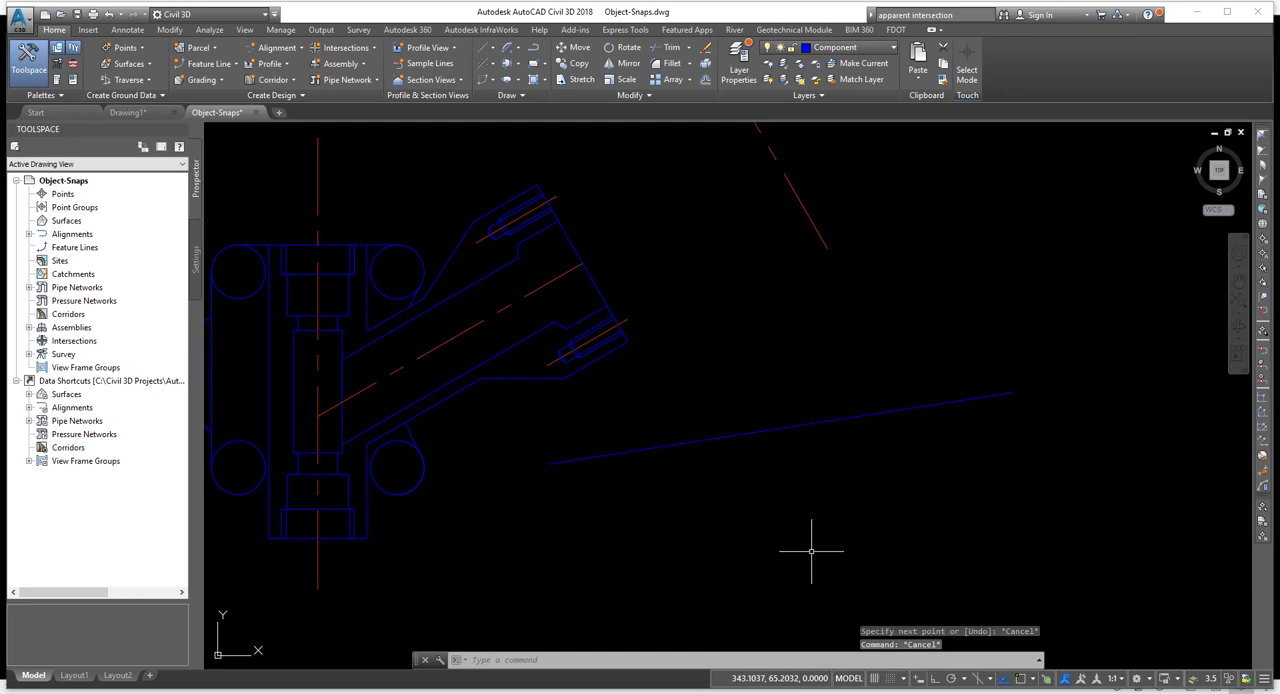 Civil 3D
Autodesk AutoCAD Civil 3D 2018 Object-Snaps.dwg
apparent intersection
Sign In
C3D
Home Insert Annotate Modify Analyze View Manage Output Survey Autodesk 360 Autodesk InfraWorks Help Add-ins Express Tools Featured Apps BIM 360 River Geotechnical Module FDOT
Toolspace
Points Parcel Alignment Intersections Profile View Move Rotate Trim Component
Surfaces Feature Line Profile Assembly Sample Lines Copy Mirror Fillet Make Current
Traverse Grading Corridor Pipe Network Section Views Stretch Scale Array Match Layer
Layer Properties
Paste
Select Mode
Palettes Create Ground Data Create Design Profile & Section Views Draw Modify Layers Clipboard Touch
Start Drawing1* Object-Snaps*
TOOLSPACE
Active Drawing View
Prospector
Settings
Object-Snaps
Points
Point Groups
Surfaces
Alignments
Feature Lines
Sites
Catchments
Pipe Networks
Pressure Networks
Corridors
Assemblies
Intersections
Survey
View Frame Groups
Data Shortcuts [C:\Civil 3D Projects\Aut...
Surfaces
Alignments
Pipe Networks
Pressure Networks
Corridors
View Frame Groups
N
W TOP E
S
WCS
Y
X
Specify next point or [Undo]: *Cancel*
Command: *Cancel*
Type a command
Model Layout1 Layout2
343.1037, 65.2032, 0.0000 MODEL 1:1 3.5